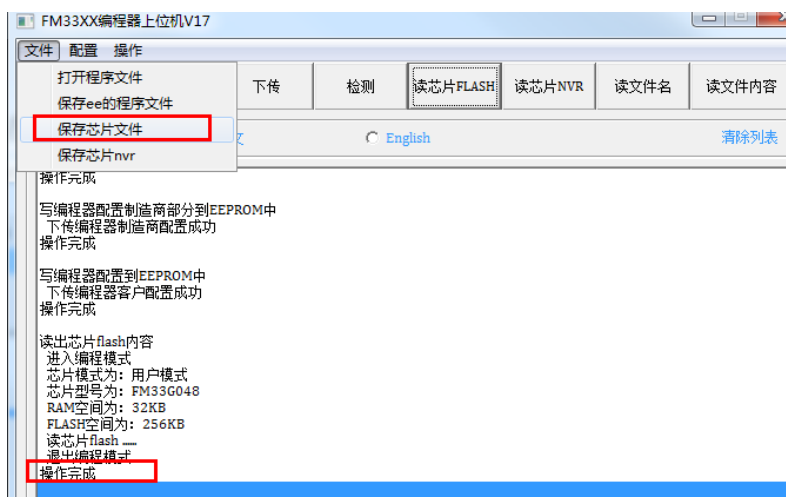 FM33XX编程器上位机V17
文件 配置 操作
打开程序文件
保存ee的程序文件
保存芯片文件
保存芯片nvr
下传 检测 读芯片FLASH 读芯片NVR 读文件名 读文件内容
English 清除列表
操作完成
写编程器配置制造商部分到EEPROM中
下传编程器制造商配置成功
操作完成
写编程器配置到EEPROM中
下传编程器客户配置成功
操作完成
读出芯片flash内容
进入编程模式
芯片模式为：用户模式
芯片型号为：FM33G048
RAM空间为：32KB
FLASH空间为：256KB
读芯片flash ......
退出编程模式
操作完成